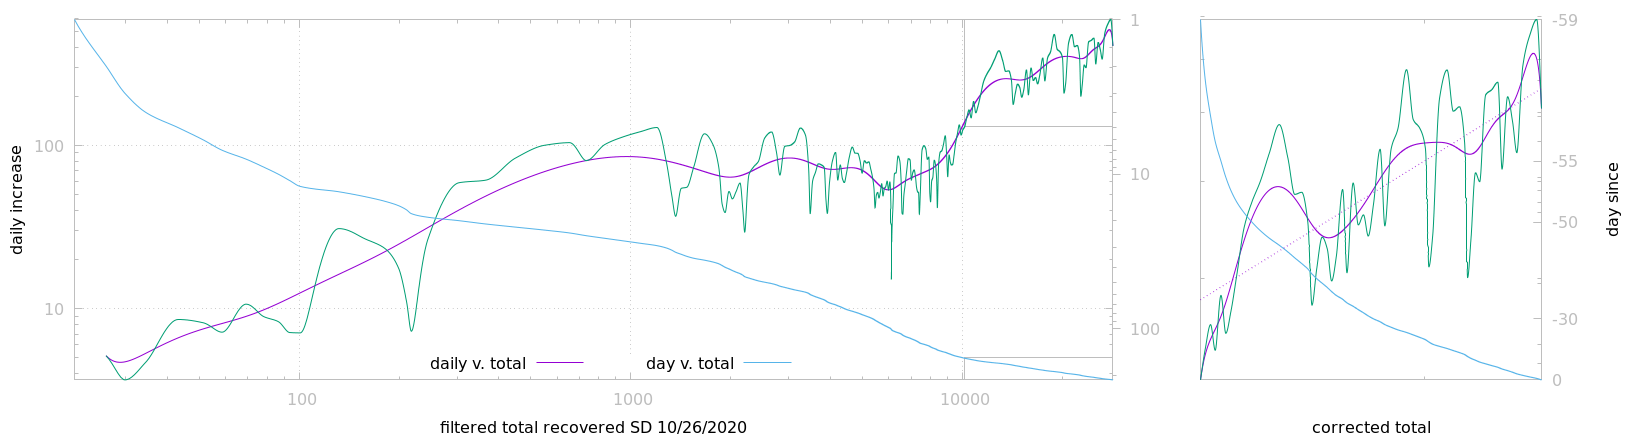 1
-59
100
10
-55
daily increase
-50
day since
10
100
-30
daily v. total
day v. total
0
100
1000
10000
filtered total recovered SD 10/26/2020
corrected total